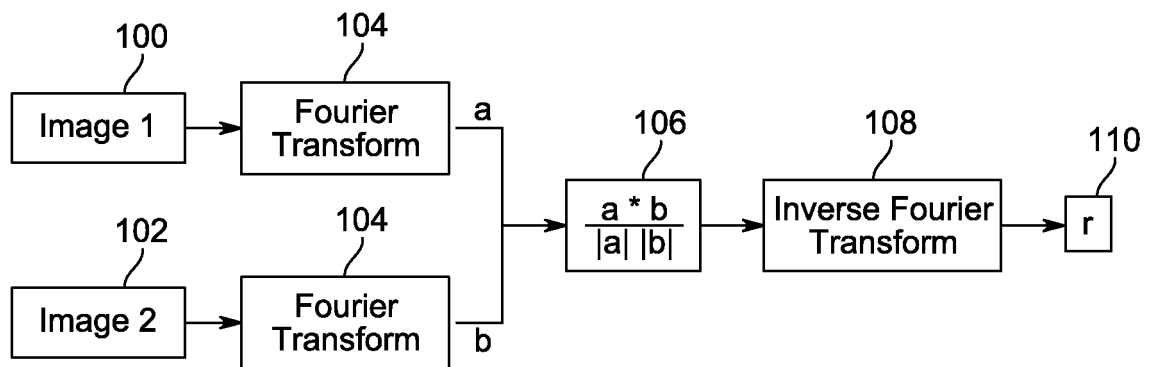 100
104
Image 1
Fourier
Transform
a
106
108
110
a * b
|a| |b|
Inverse Fourier
Transform
r
102
104
Image 2
Fourier
Transform
b